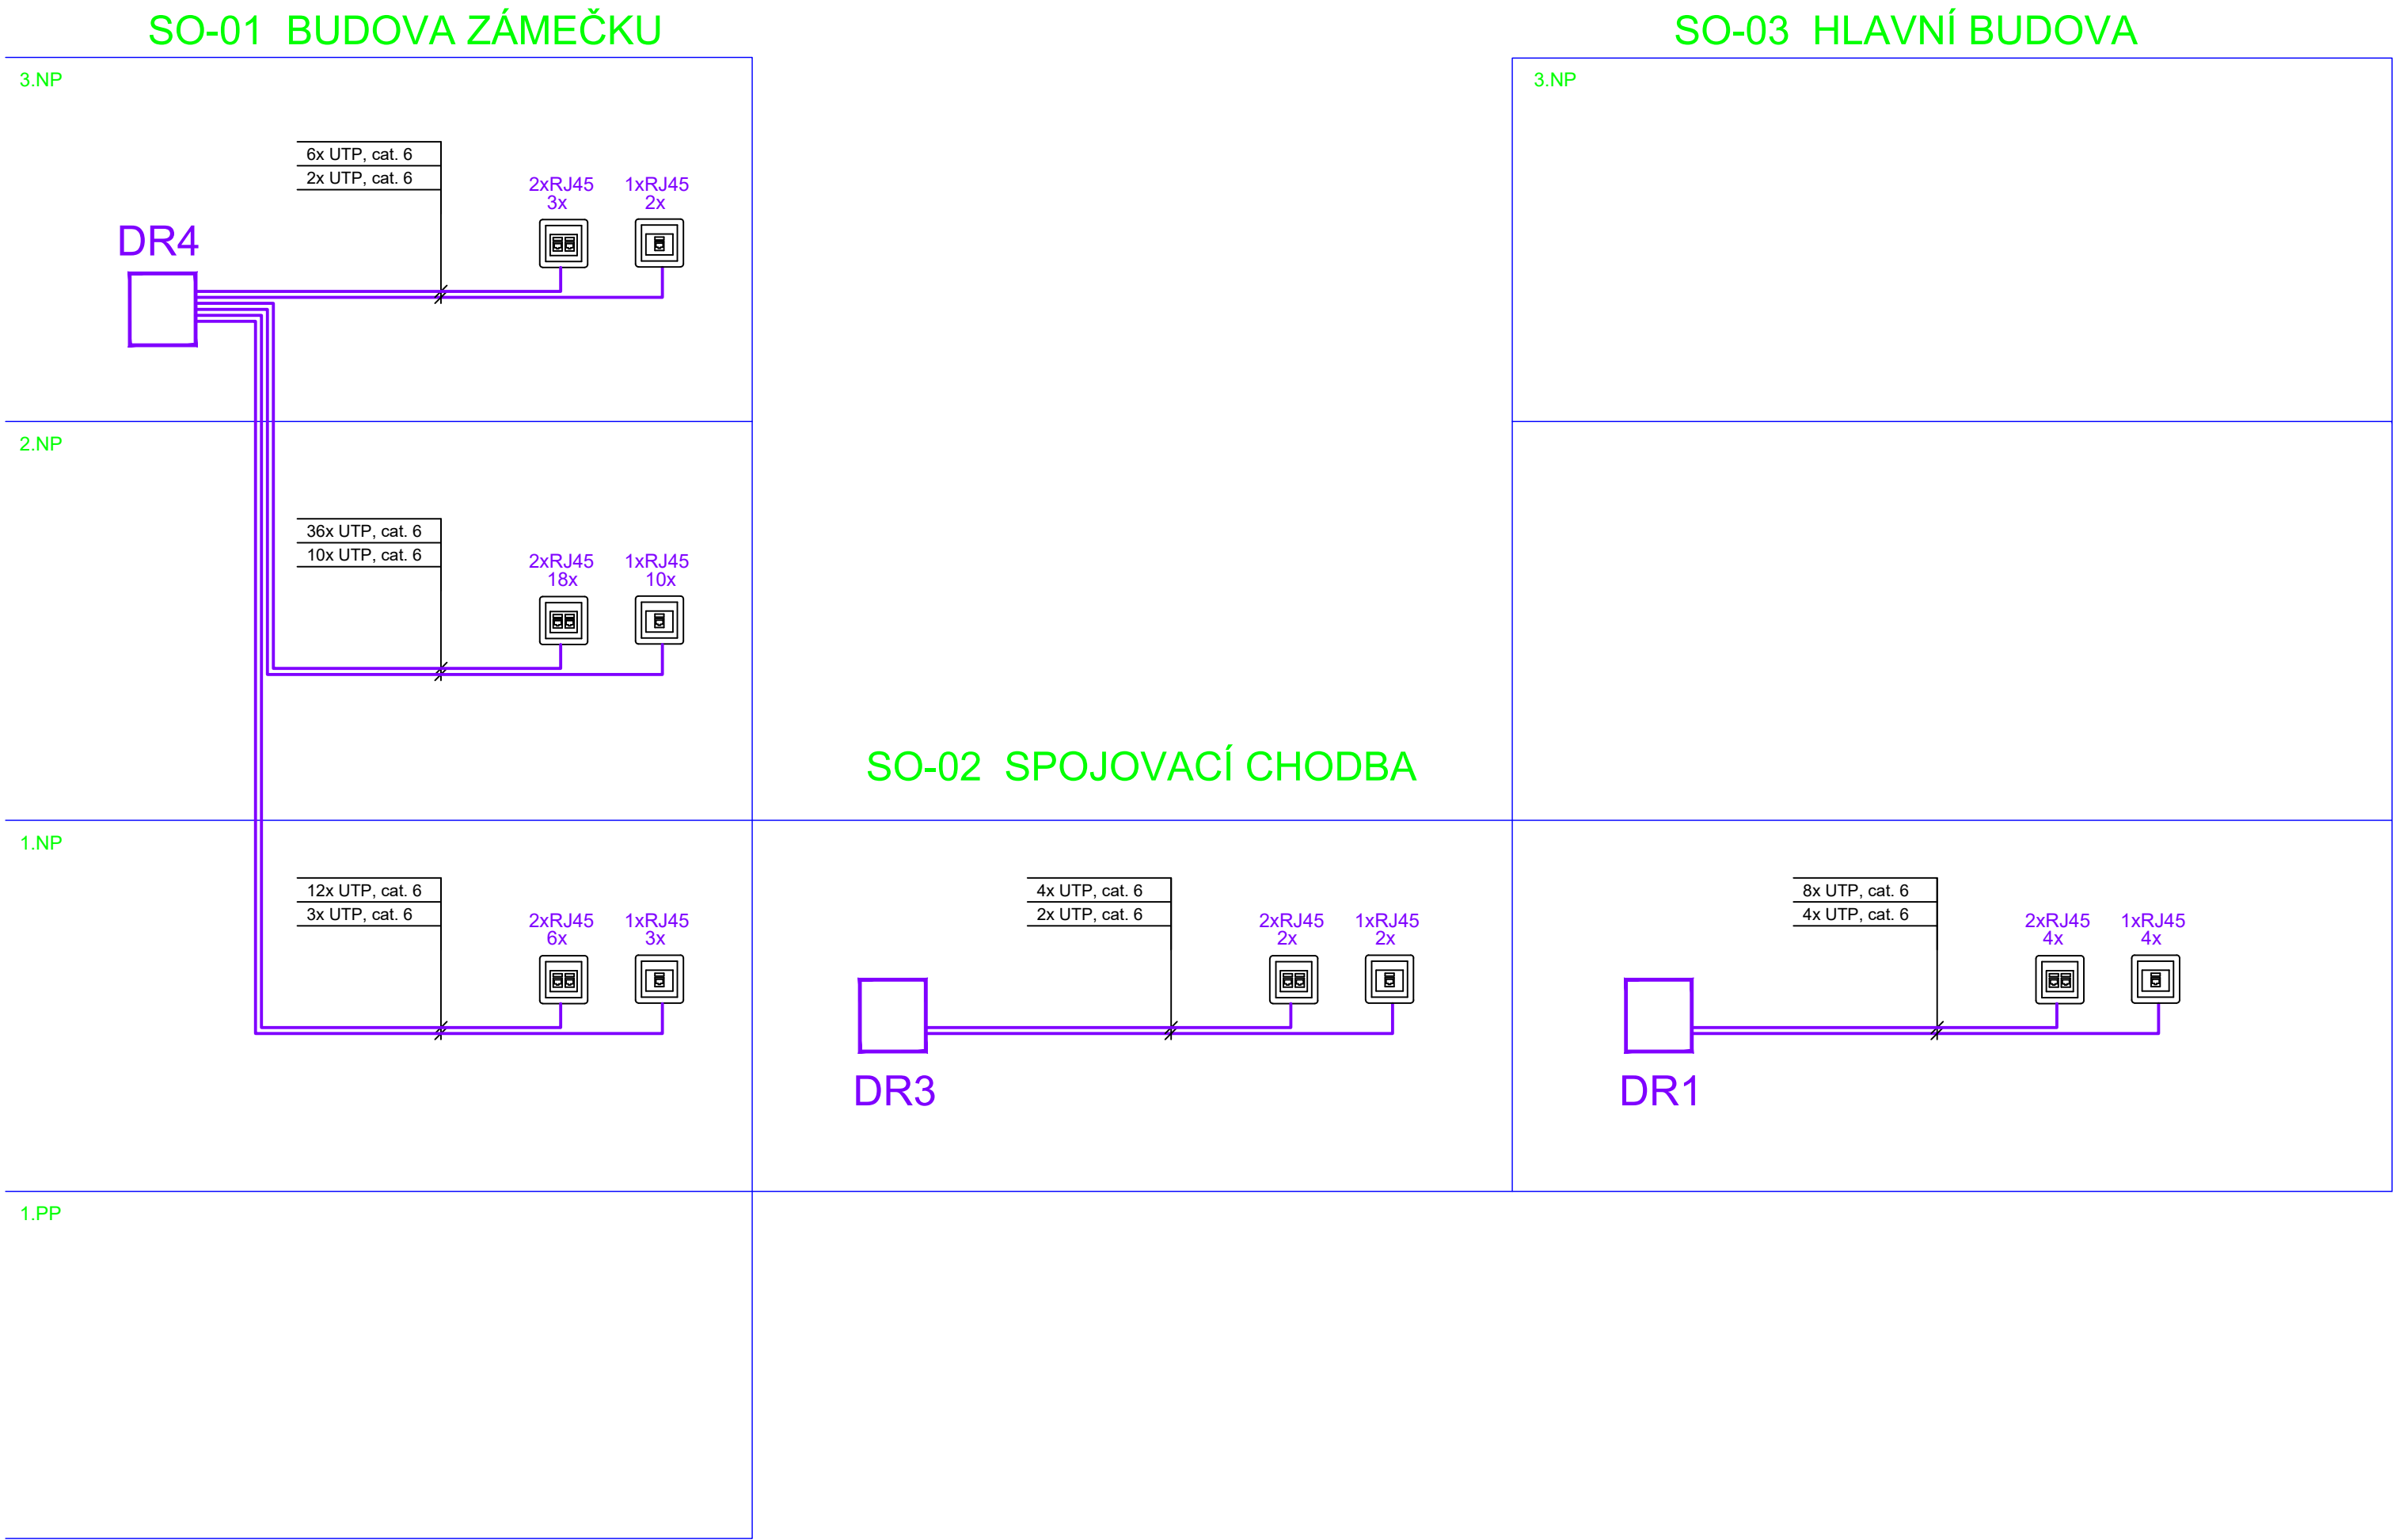 SO-01 BUDOVA ZÁMEČKU
SO-03 HLAVNÍ BUDOVA
3.NP
3.NP
6x UTP, cat. 6
2x UTP, cat. 6
2xRJ45
3x
1xRJ45
2x
DR4
2.NP
36x UTP, cat. 6
10x UTP, cat. 6
2xRJ45
18x
1xRJ45
10x
SO-02 SPOJOVACÍ CHODBA
1.NP
12x UTP, cat. 6
3x UTP, cat. 6
2xRJ45
6x
1xRJ45
3x
4x UTP, cat. 6
2x UTP, cat. 6
2xRJ45
2x
1xRJ45
2x
DR3
8x UTP, cat. 6
4x UTP, cat. 6
2xRJ45
4x
1xRJ45
4x
DR1
1.PP